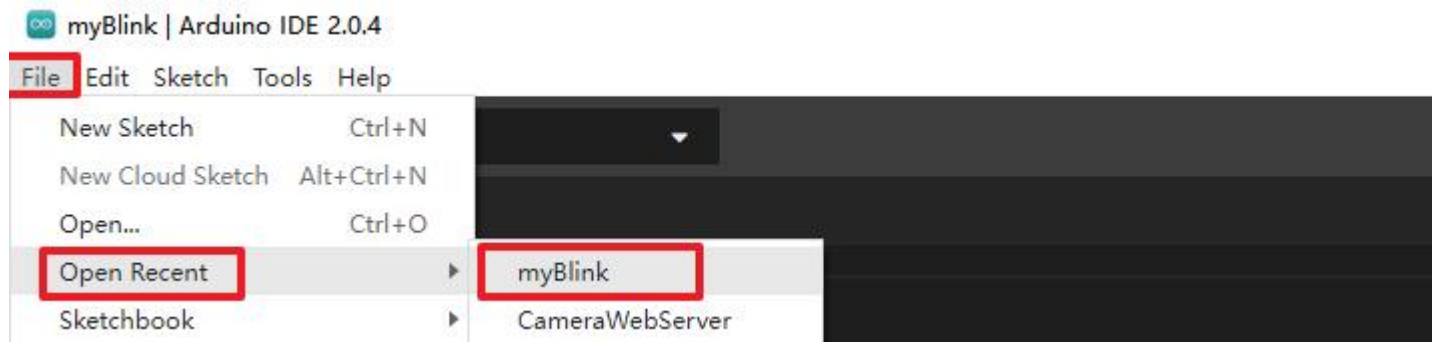 myBlink | Arduino IDE 2.0.4
File Edit Sketch Tools Help
New Sketch Ctrl+N
New Cloud Sketch Alt+Ctrl+N
Open... Ctrl+O
Open Recent myBlink
Sketchbook CameraWebServer